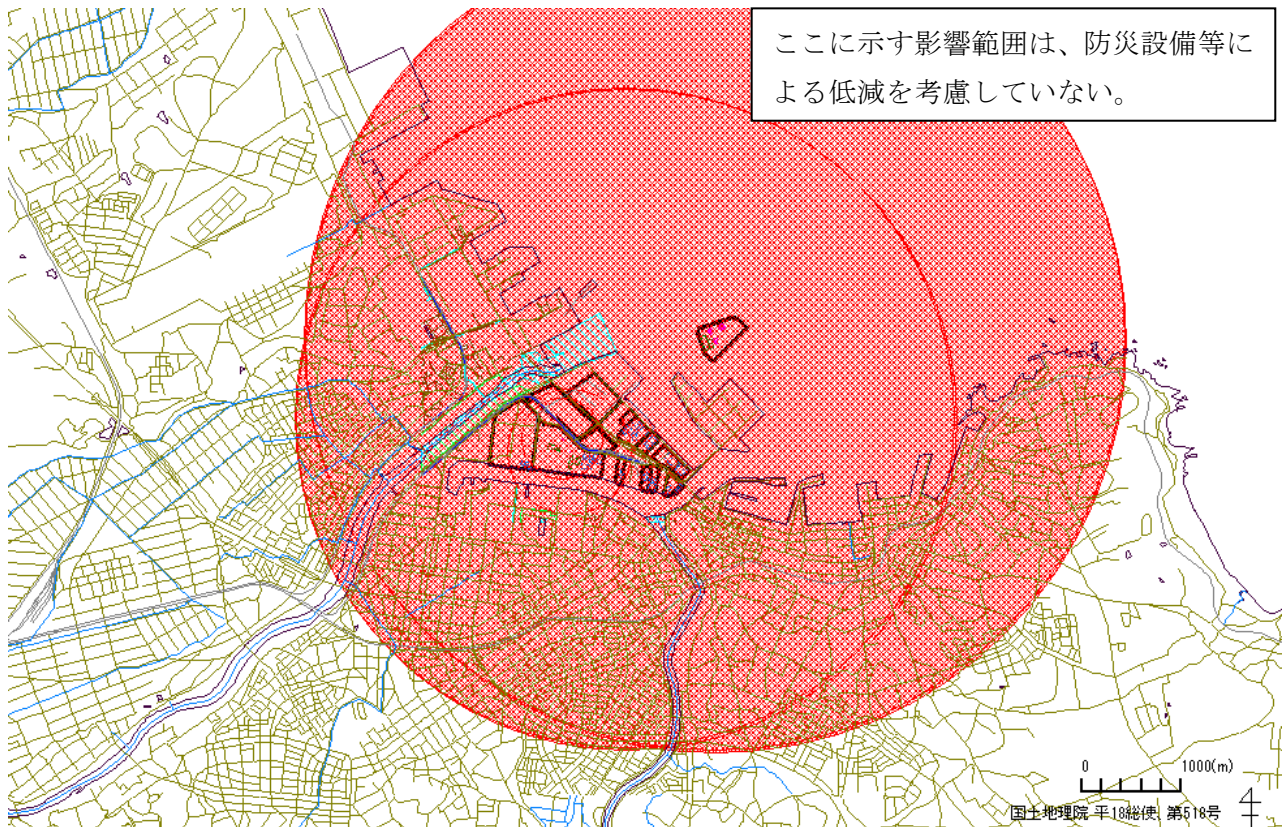 ここに示す影響範囲は、防災設備等に
よる低減を考慮していない。
0 1000(m)
国土地理院 平18総使、第518号